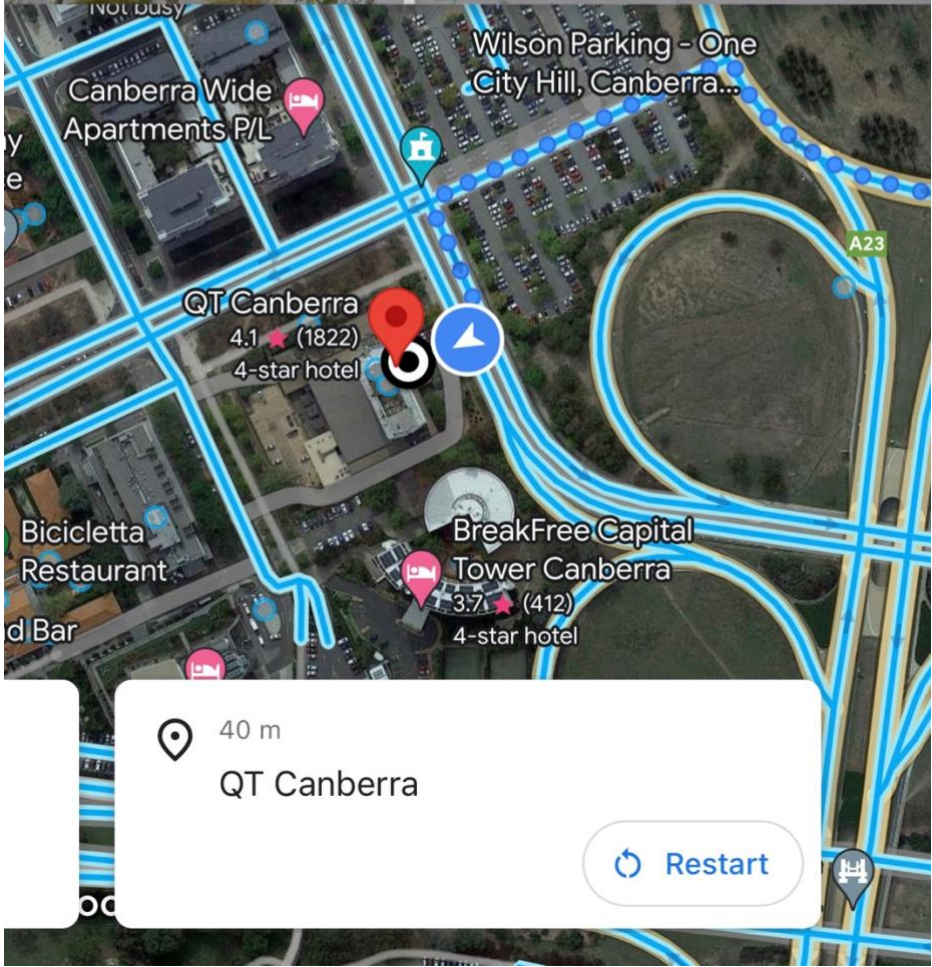 Not busy
Wilson Parking - One
City Hill, Canberra...
Canberra Wide
Apartments P/L
y
e
A23
QT Canberra
4.1 ★ (1822)
4-star hotel
Bicicletta
Restaurant
d Bar
BreakFree Capital
Tower Canberra
3.7 ★ (412)
4-star hotel
40 m
QT Canberra
Restart